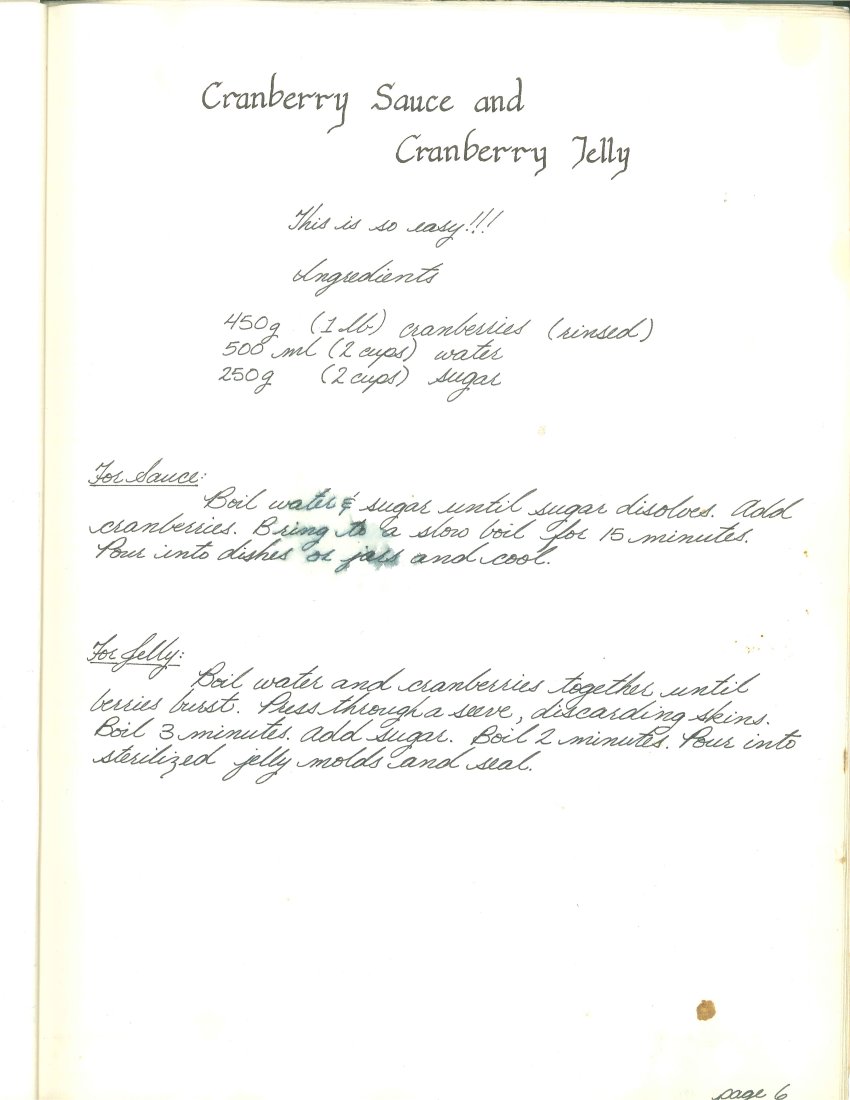 Cranberry Sauce and
Cranberry Jelly
This is so easy!!!
Ingredients
450g (1 lb) cranberries (rinsed)
500 ml (2 cups) water
250g (2 cups) sugar
For Sauce:
Boil water & sugar until sugar disolves. Add
cranberries. Bring to a slow boil for 15 minutes.
Pour into dishes or jars and cool.
For Jelly:
Boil water and cranberries together until
berries burst. Press through a seeve, discarding skins.
Boil 3 minutes. Add sugar. Boil 2 minutes. Pour into
sterilized jelly molds and seal.
page 6